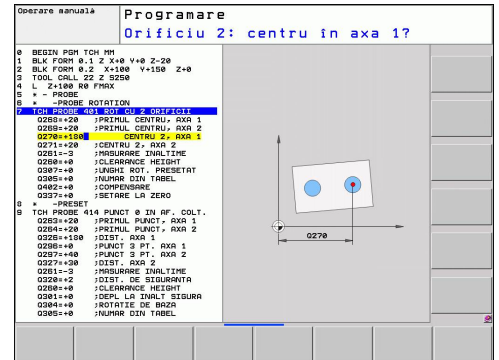 Operare manuală
Programare
Orificiu 2: centru în axa 1?
0 BEGIN PGM TCH MM
1 BLK FORM 0.1 Z X+0 Y+0 Z-20
2 BLK FORM 0.2 X+100 Y+150 Z+0
3 TOOL CALL 22 Z S250
4 L Z+100 R0 FMAX
5 * - PROBE
6 * -PROBE ROTATION
7 TCH PROBE 401 ROT CU 2 ORIFICII
Q268=+20 ;PRIMUL CENTRU, AXA 1
Q269=+20 ;PRIMUL CENTRU, AXA 2
Q270=+180 CENTRU 2, AXA 1
Q271=+20 ;CENTRU 2, AXA 2
Q261=-3 ;MASURARE INALTIME
Q260=+0 ;CLEARANCE HEIGHT
Q307=+0 ;UNGHI ROT. PRESETAT
Q305=+0 ;NUMAR DIN TABEL
Q402=+0 ;COMPENSARE
Q337=+0 ;SETARE LA ZERO
8 * -PRESET
9 TCH PROBE 414 PUNCT 0 IN AF. COLT.
Q263=+20 ;PRIMUL PUNCT, AXA 1
Q264=+20 ;PRIMUL PUNCT, AXA 2
Q326=+180 ;DIST. AXA 1
Q296=+0 ;PUNCT 3 PT. AXA 1
Q297=+40 ;PUNCT 3 PT. AXA 2
Q327=+30 ;DIST. AXA 2
Q261=-3 ;MASURARE INALTIME
Q320=+2 ;DIST. DE SIGURANTA
Q260=+0 ;CLEARANCE HEIGHT
Q301=+0 ;DEPL LA INALT SIGURA
Q304=+0 ;ROTATIE DE BAZA
Q305=+0 ;NUMAR DIN TABEL
Q270